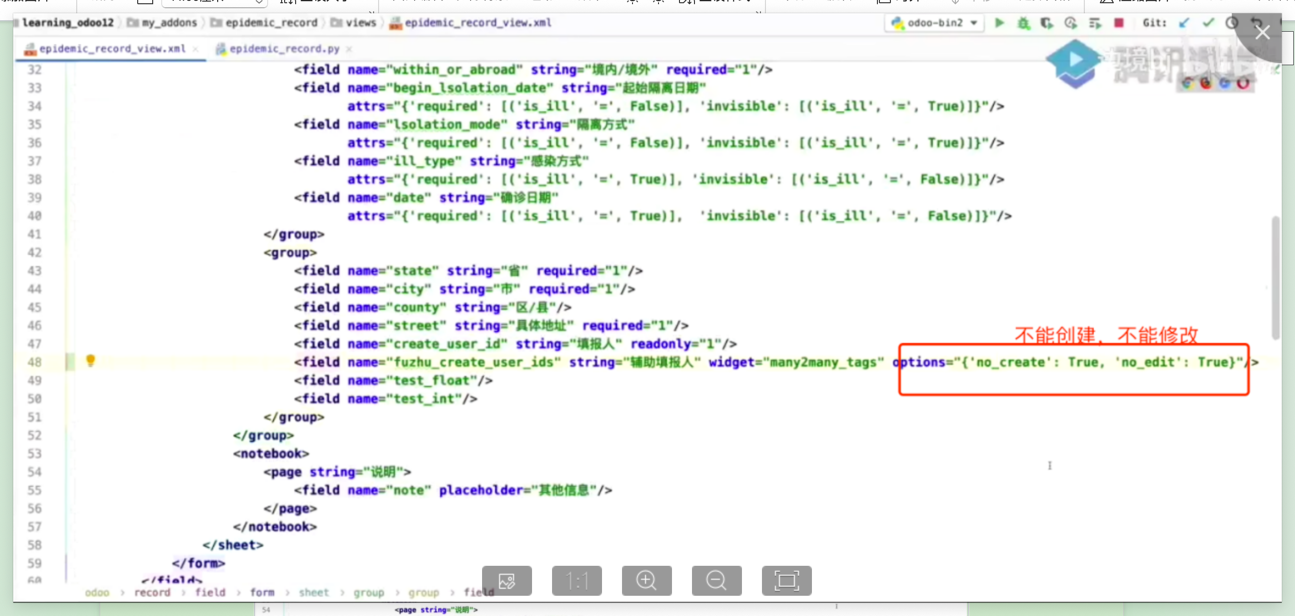 learning_odoo12 > my_addons > epidemic_record > views > epidemic_record_view.xml odoo-bin2 Git:
epidemic_record_view.xml × epidemic_record.py ×
32 <field name="within_or_abroad" string="境内/境外" required="1"/>
33 <field name="begin_lsolation_date" string="起始隔离日期"
34 attrs="{'required': [('is_ill', '=', False)], 'invisible': [('is_ill', '=', True)]}"/>
35 <field name="lsolation_mode" string="隔离方式"
36 attrs="{'required': [('is_ill', '=', False)], 'invisible': [('is_ill', '=', True)]}"/>
37 <field name="ill_type" string="感染方式"
38 attrs="{'required': [('is_ill', '=', True)], 'invisible': [('is_ill', '=', False)]}"/>
39 <field name="date" string="确诊日期"
40 attrs="{'required': [('is_ill', '=', True)], 'invisible': [('is_ill', '=', False)]}"/>
41 </group>
42 <group>
43 <field name="state" string="省" required="1"/>
44 <field name="city" string="市" required="1"/>
45 <field name="county" string="区/县"/>
46 <field name="street" string="具体地址" required="1"/>
不能创建，不能修改
47 <field name="create_user_id" string="填报人" readonly="1"/>
48 <field name="fuzhu_create_user_ids" string="辅助填报人" widget="many2many_tags" options="{'no_create': True, 'no_edit': True}"/>
49 <field name="test_float"/>
50 <field name="test_int"/>
51 </group>
52 </group>
53 <notebook>
54 <page string="说明">
55 <field name="note" placeholder="其他信息"/>
56 </page>
57 </notebook>
58 </sheet>
59 </form>
60 </field>
1:1
odoo > record > field > form > sheet > group > group > field
54 <page string="说明">